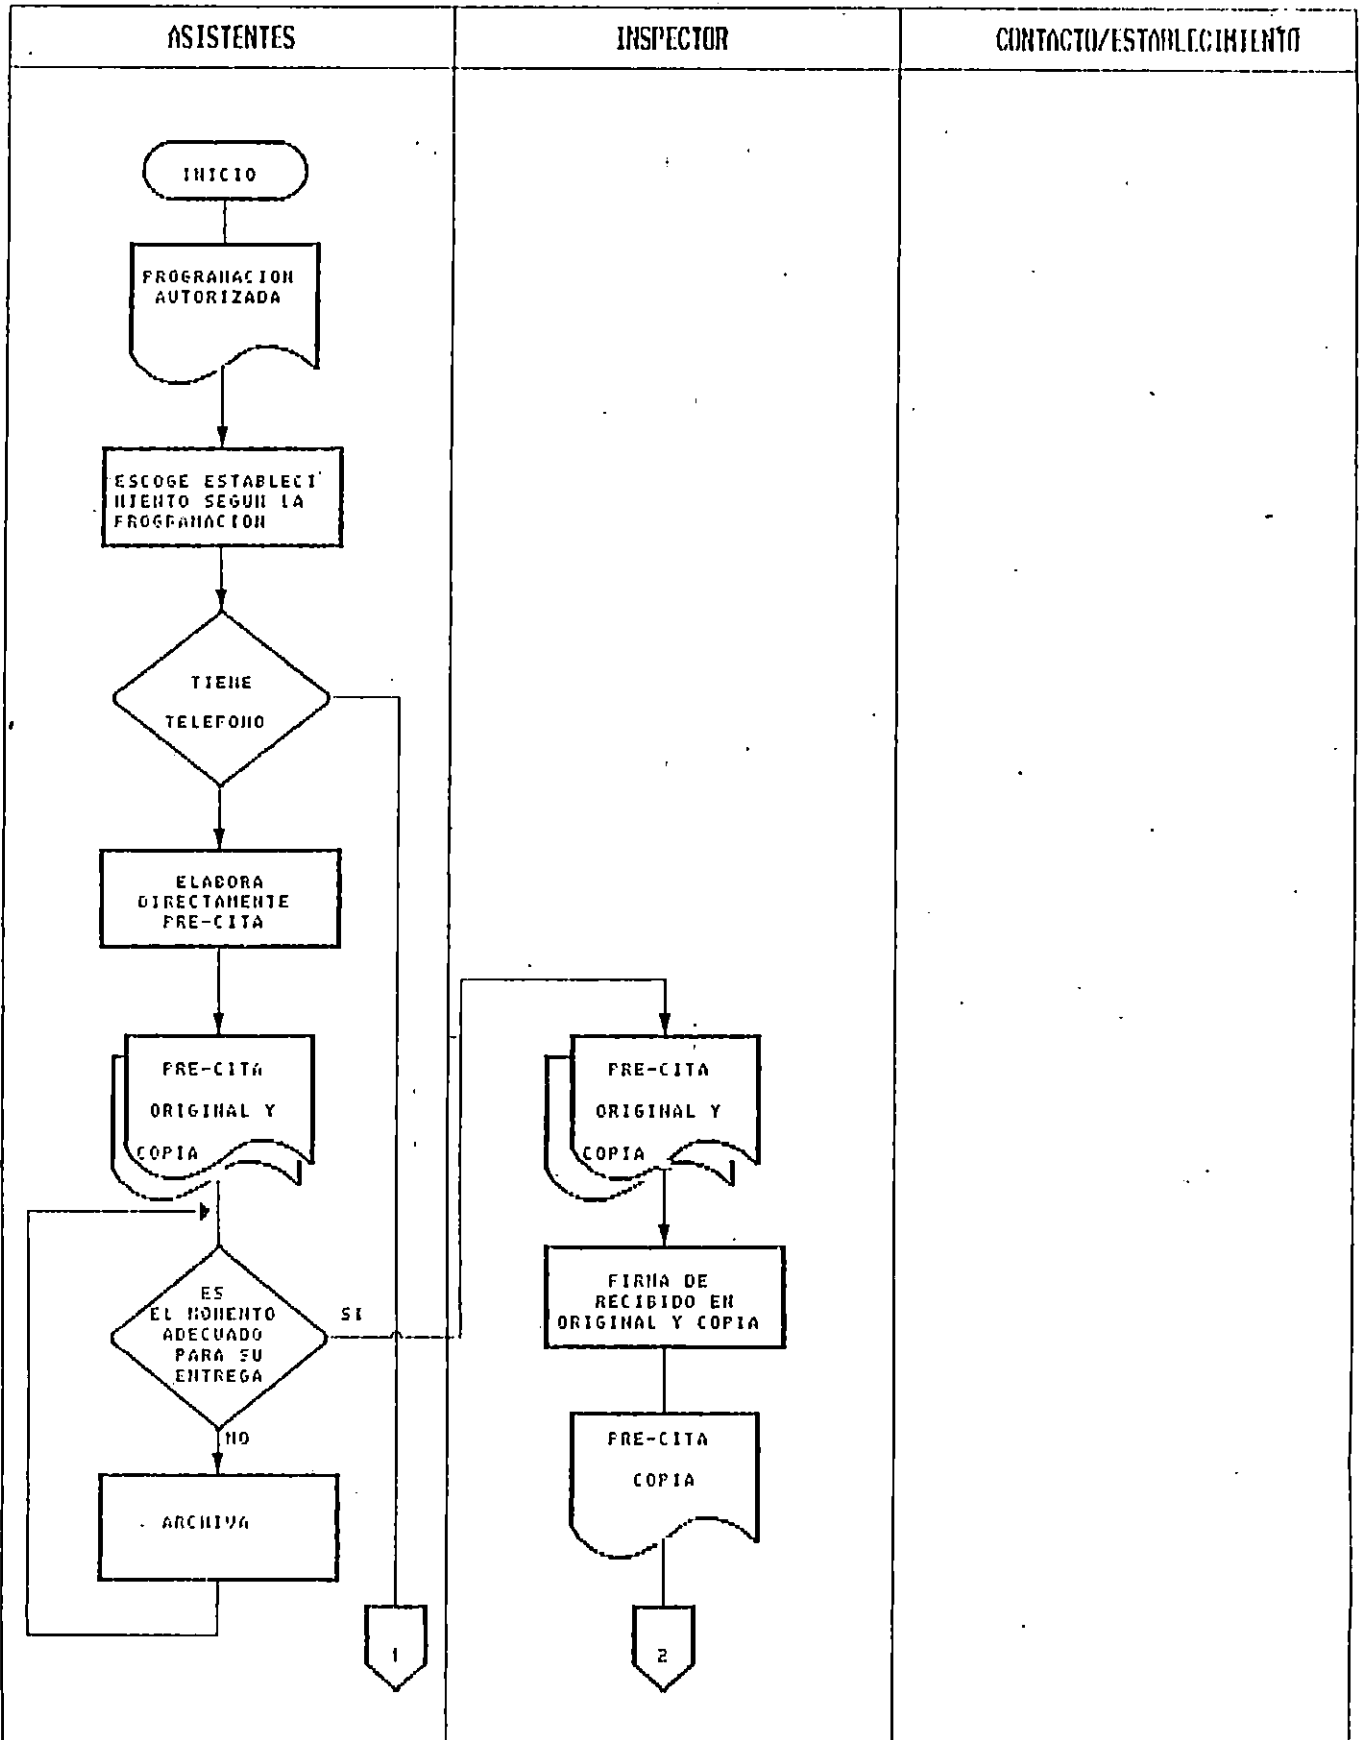 ASISTENTES
INSPECTOR
CONTACTO/ESTABLECIMIENTO
INICIO
PROGRAMACION
AUTORIZADA
ESCOGE ESTABLECI
MIENTO SEGUN LA
PROGRAMACION
TIENE
TELEFONO
ELABORA
DIRECTAMENTE
PRE-CITA
PRE-CITA
ORIGINAL Y
COPIA
ES
EL MOMENTO
ADECUADO
PARA SU
ENTREGA
SI
NO
ARCHIVA
1
PRE-CITA
ORIGINAL Y
COPIA
FIRMA DE
RECIBIDO EN
ORIGINAL Y COPIA
PRE-CITA
COPIA
2